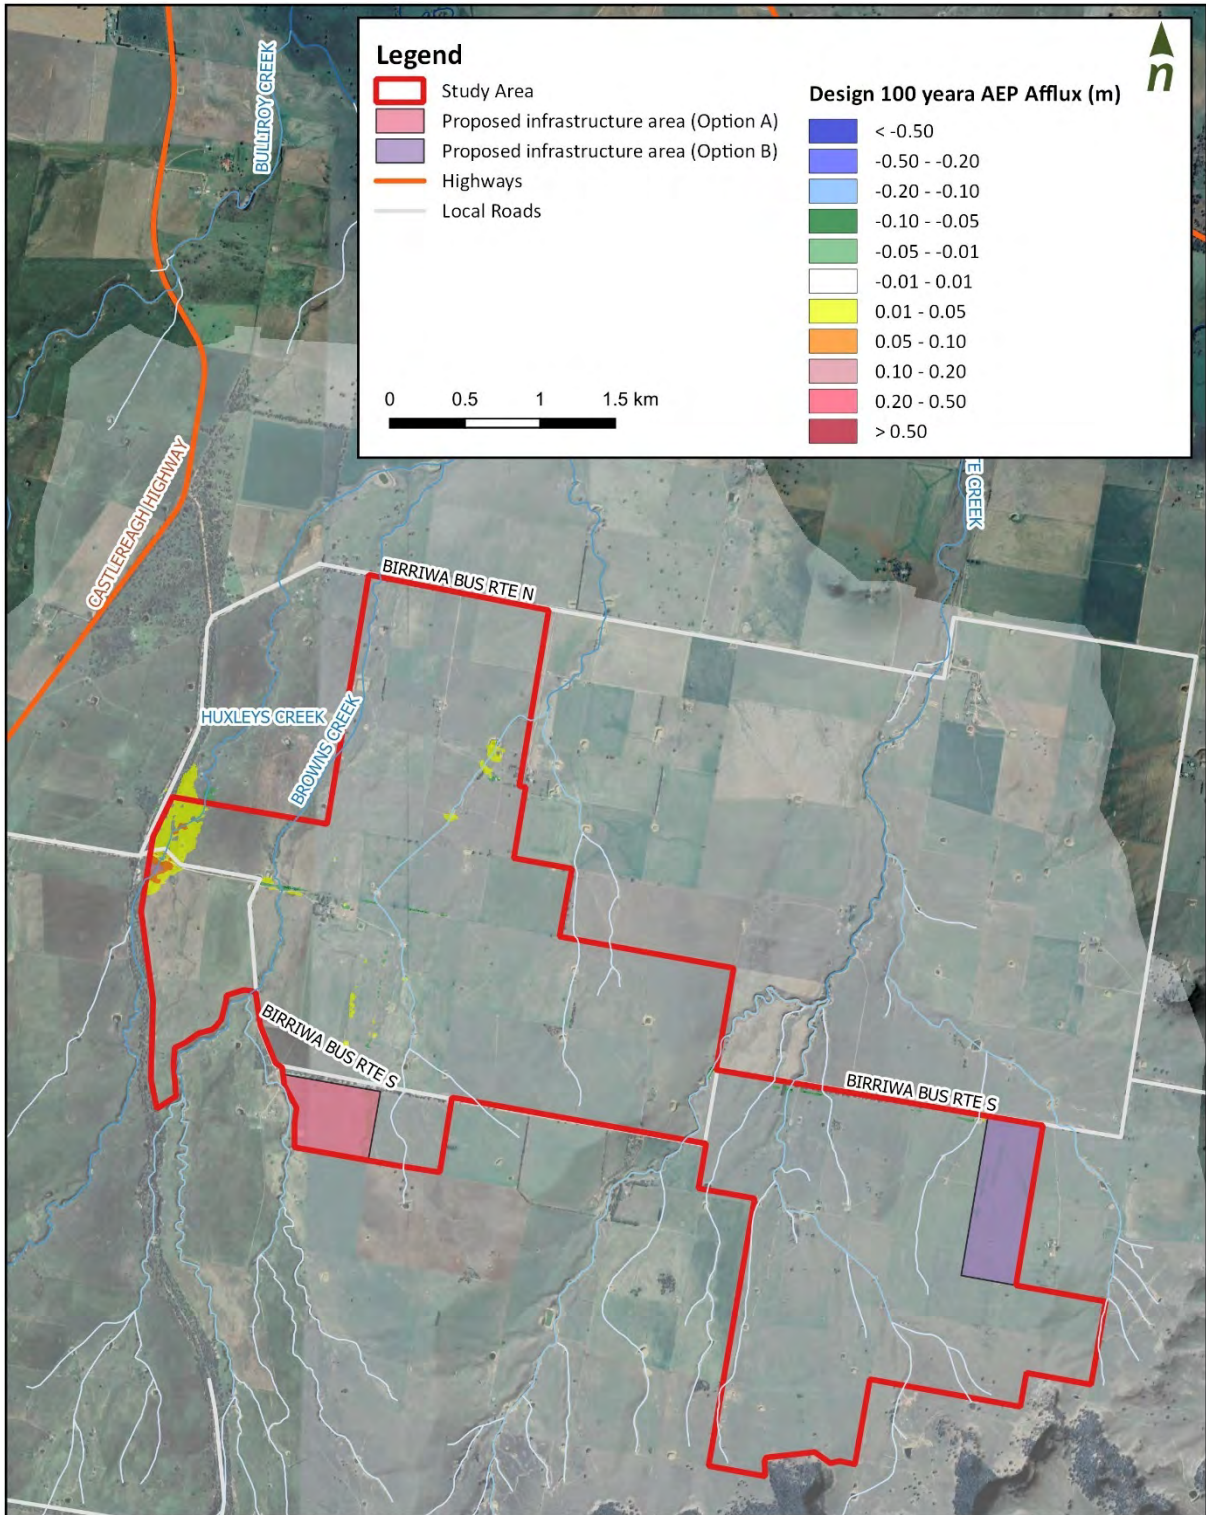 Legend
Study Area
Proposed infrastructure area (Option A)
Proposed infrastructure area (Option B)
Highways
Local Roads
0 0.5 1 1.5 km
Design 100 yeara AEP Afflux (m)
< -0.50
-0.50 - -0.20
-0.20 - -0.10
-0.10 - -0.05
-0.05 - -0.01
-0.01 - 0.01
0.01 - 0.05
0.05 - 0.10
0.10 - 0.20
0.20 - 0.50
> 0.50
n
BULLIROY CREEK
CASTLEREAGH HIGHWAY
TE CREEK
BIRRIWA BUS RTE N
HUXLEYS CREEK
BROWNS CREEK
BIRRIWA BUS RTE S
BIRRIWA BUS RTE S